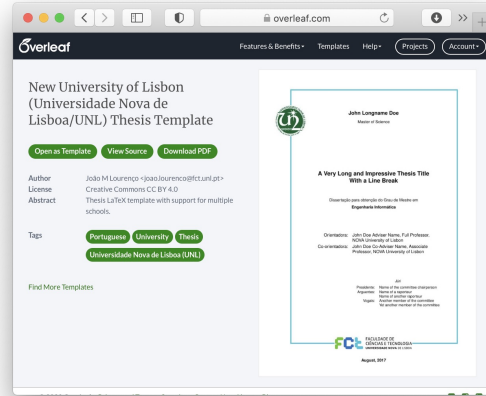 overleaf.com
Overleaf
Features & Benefits
Templates
Help
Projects
Account
New University of Lisbon
(Universidade Nova de
Lisboa/UNL) Thesis Template
Open as Template
View Source
Download PDF
Author João M Lourenço <joao.lourenco@fct.unl.pt>
License Creative Commons CC BY 4.0
Abstract Thesis LaTeX template with support for multiple
schools.
Tags
Portuguese
University
Thesis
Universidade Nova de Lisboa (UNL)
Find More Templates
John Longname Doe
Master of Science
A Very Long and Impressive Thesis Title
With a Line Break
Dissertação para obtenção do Grau de Mestre em
Engenharia Informática
Orientadora: John Doe Adviser Name, Full Professor,
NOVA University of Lisbon
Co-orientadora: John Doe Co-Adviser Name, Associate
Professor, NOVA University of Lisbon
Júri
Presidente: Name of the committee chairperson
Arguentes: Name of a raporteur
Name of another raporteur
Vogais: Another member of the committee
Yet another member of the committee
FCT
FACULDADE DE
CIÊNCIAS E TECNOLOGIA
UNIVERSIDADE NOVA DE LISBOA
August, 2017